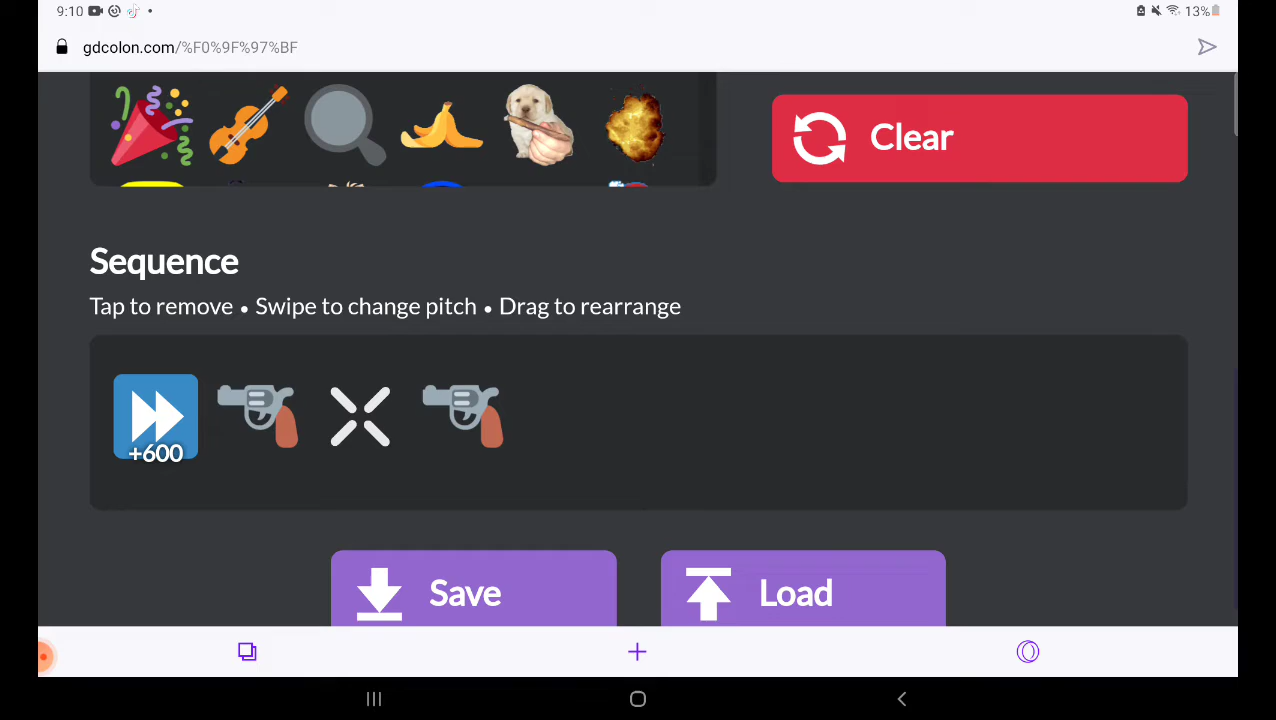 9:10
13%
gdcolon.com/%F0%9F%97%BF
Clear
Sequence
Tap to remove • Swipe to change pitch • Drag to rearrange
+600
Save
Load